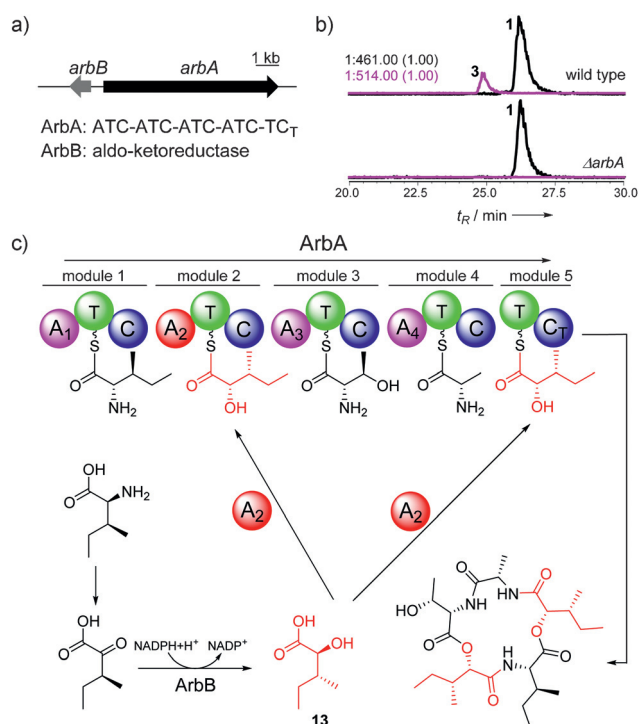 a)
arbB arbA 1 kb
ArbA: ATC-ATC-ATC-ATC-TCT
ArbB: aldo-ketoreductase
b)
1:461.00 (1.00)
1:514.00 (1.00)
3
1
wild type
1
ΔarbA
20.0 22.5 25.0 27.5 30.0
tR / min
c)
ArbA
module 1 module 2 module 3 module 4 module 5
T T T T T
A1 C A2 C A3 C A4 C CT
S S S S S
O O O OH O O
NH2 OH NH2 NH2 OH
OH
O NH2
A2 A2
OH
O O
NADPH+H+ NADP+
ArbB
OH
O OH
13
O O
HO N H N H
O O
O O
O N H O